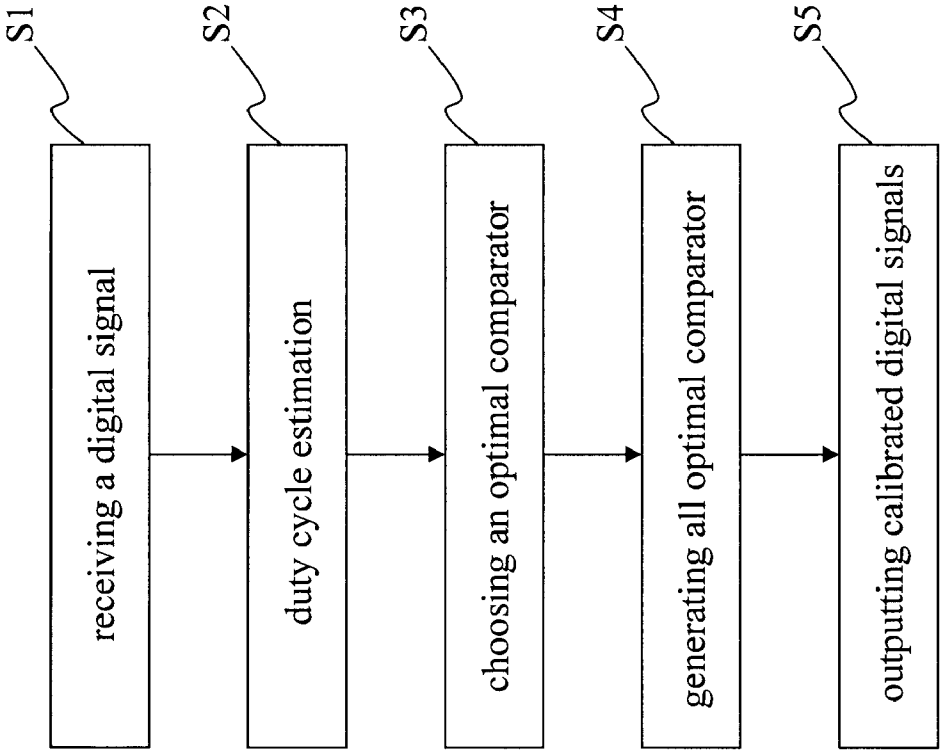 S1
receiving a digital signal
S2
duty cycle estimation
S3
choosing an optimal comparator
S4
generating all optimal comparator
S5
outputting calibrated digital signals